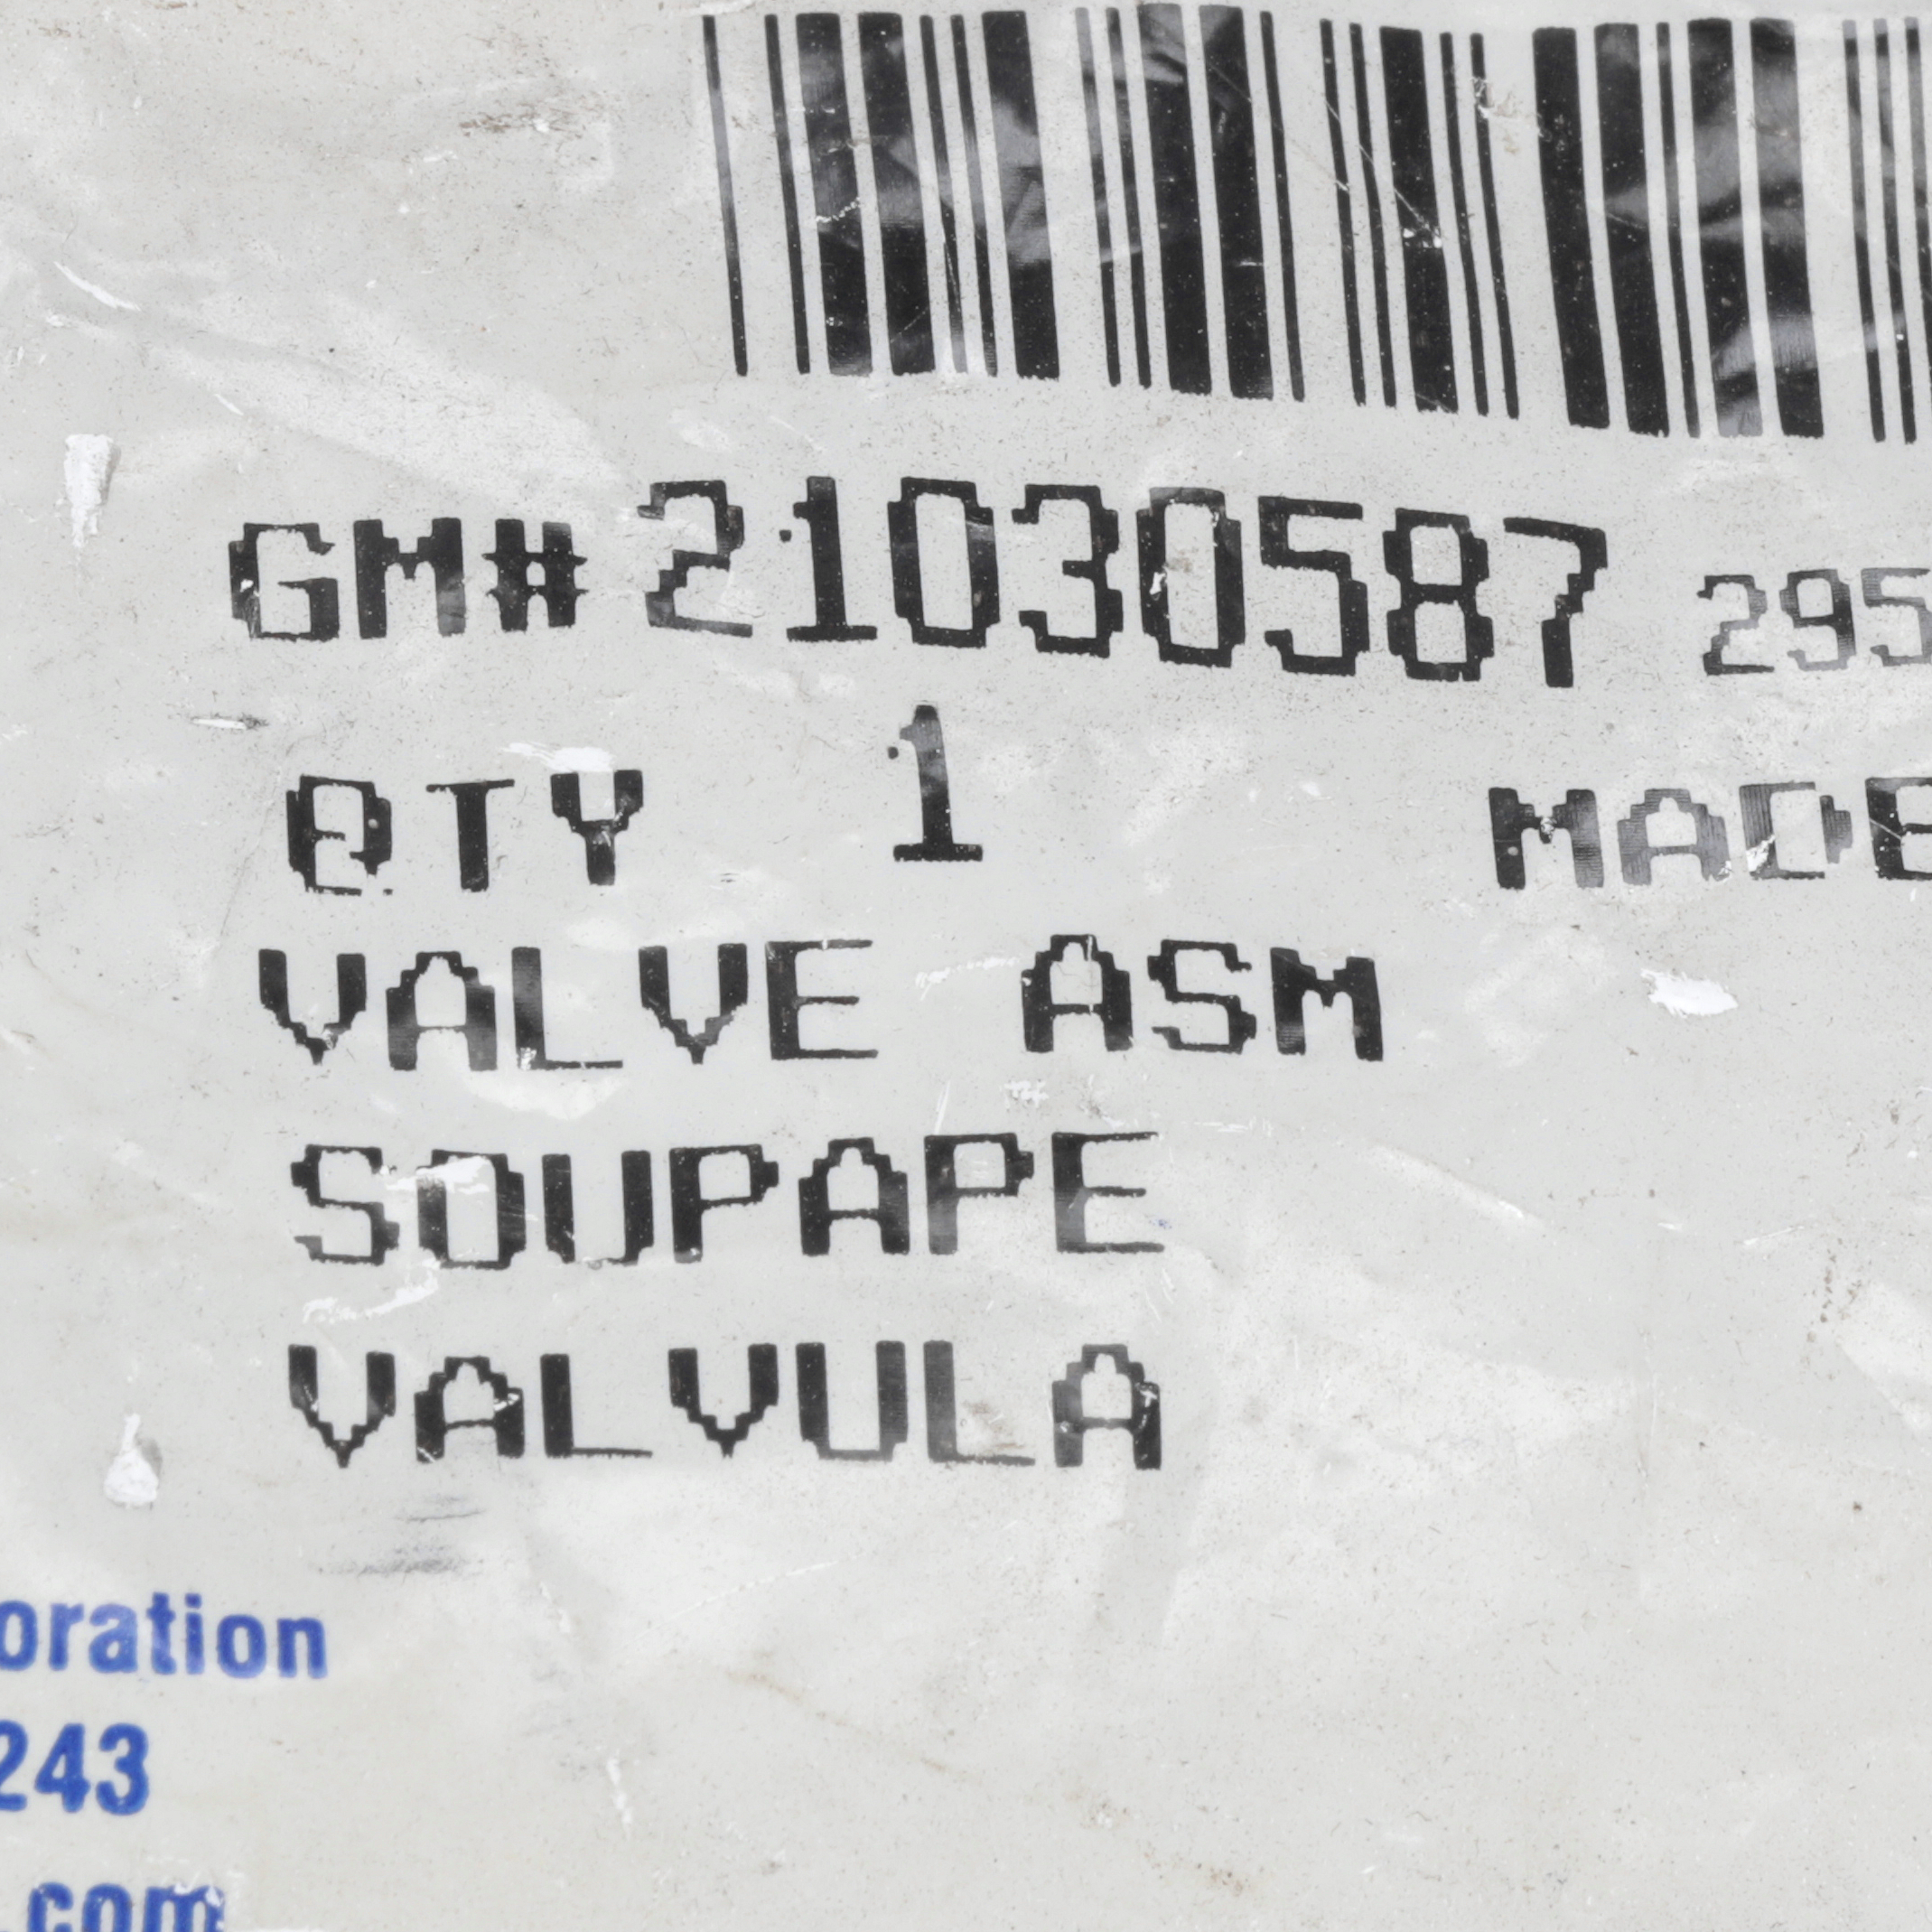 GM# 21030587 295
QTY 1 MADE
VALVE ASM
SOUPAPE
VALVULA
oration
243
.com